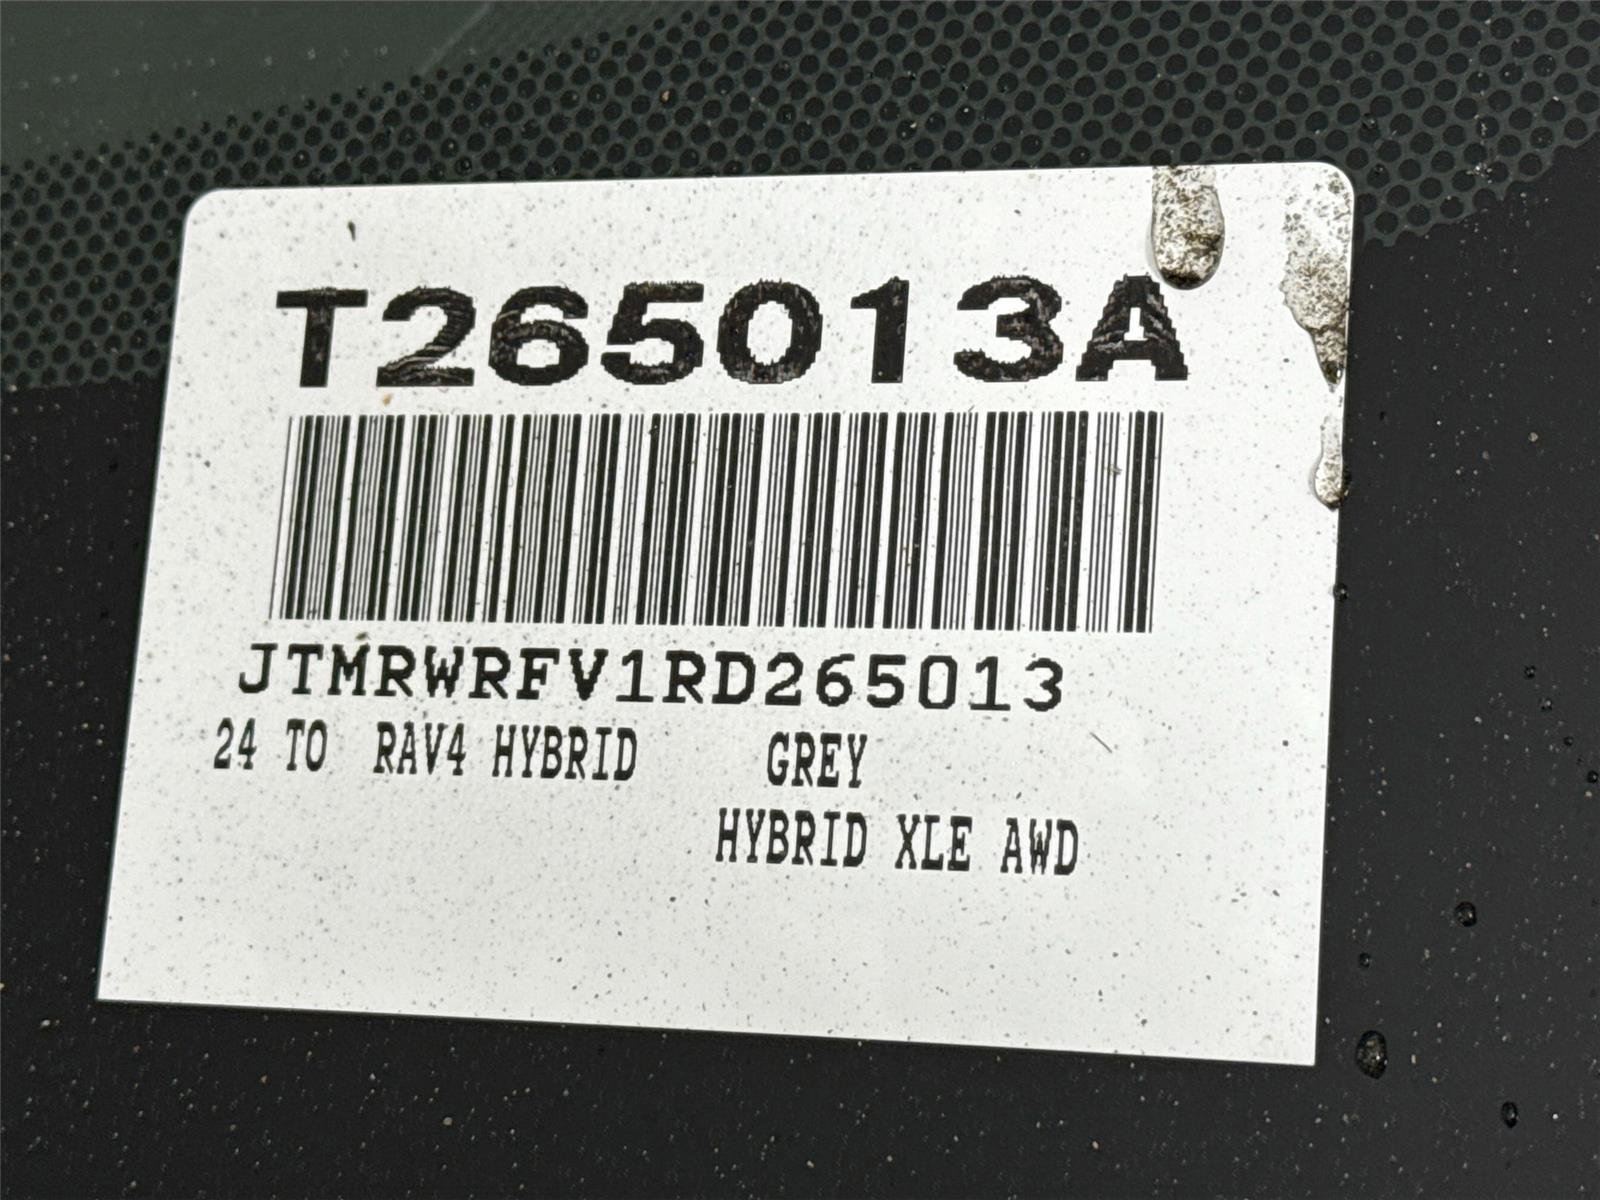 T265013A
JTMRWRFV1RD265013
24 TO RAV4 HYBRID GREY
HYBRID XLE AWD